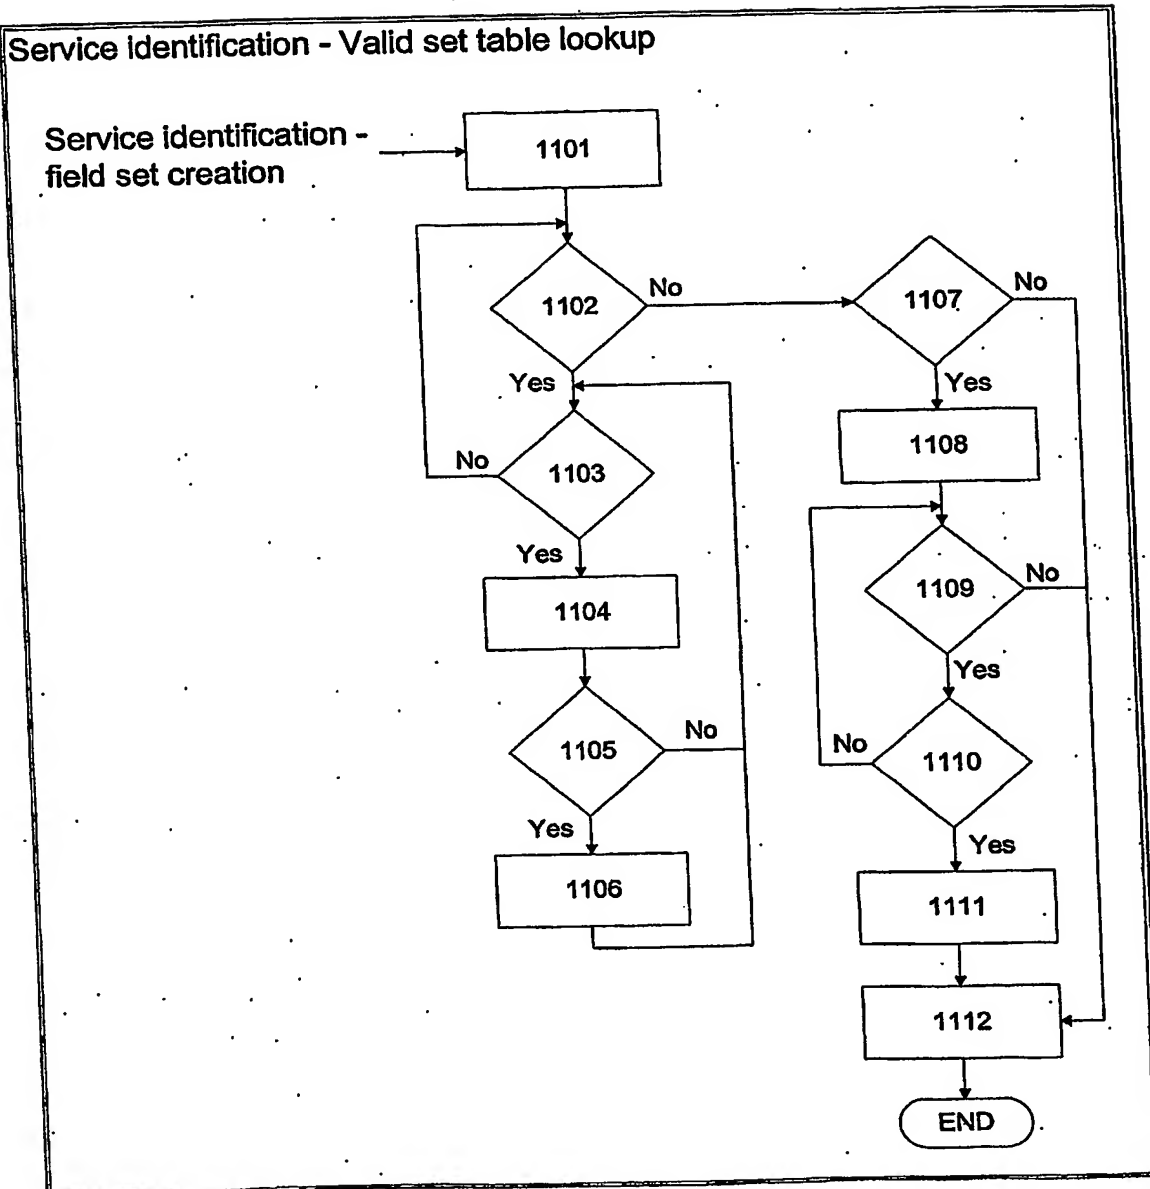 Service identification - Valid set table lookup
Service identification -
field set creation
1101
1102
No
1107
No
Yes
Yes
1108
No
1103
Yes
1109
No
1104
Yes
No
1105
No
1110
Yes
Yes
1106
1111
1112
END